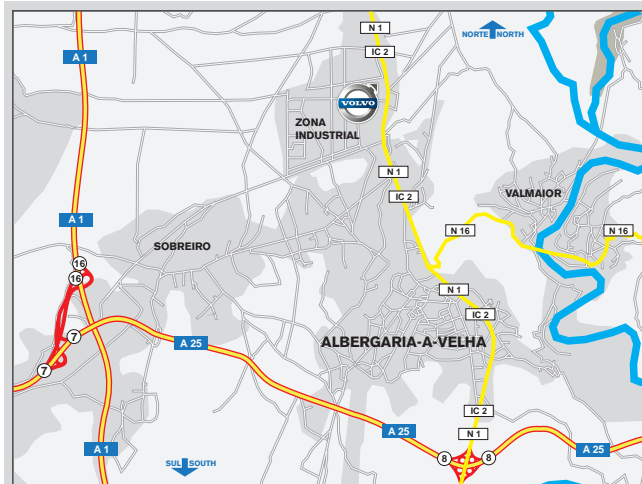 N 1
NORTE NORTH
A 1
IC 2
VOLVO
ZONA
INDUSTRIAL
N 1
IC 2
VALMAIOR
A 1
N 16
N 16
SOBREIRO
16
16
N 1
IC 2
7
A 25
ALBERGARIA-A-VELHA
7
IC 2
A 25
N 1
A 1
A 25
8
8
SUL SOUTH